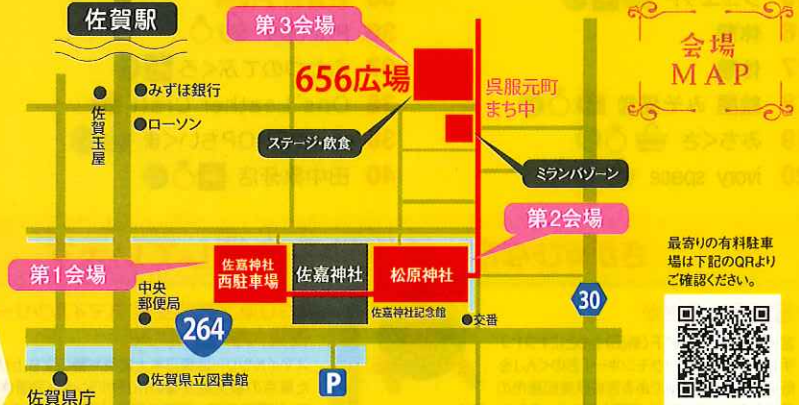 佐賀駅
第3会場
会場
MAP
656広場
みずほ銀行
呉服元町
まち中
佐賀玉屋
ローソン
ステージ・飲食
ミランバゾーン
第2会場
最寄りの有料駐車
場は下記のQRより
ご確認ください。
第1会場
佐嘉神社
西駐車場
佐嘉神社
松原神社
中央
郵便局
264
佐嘉神社記念館
交番
30
佐賀県庁
佐賀県立図書館
P